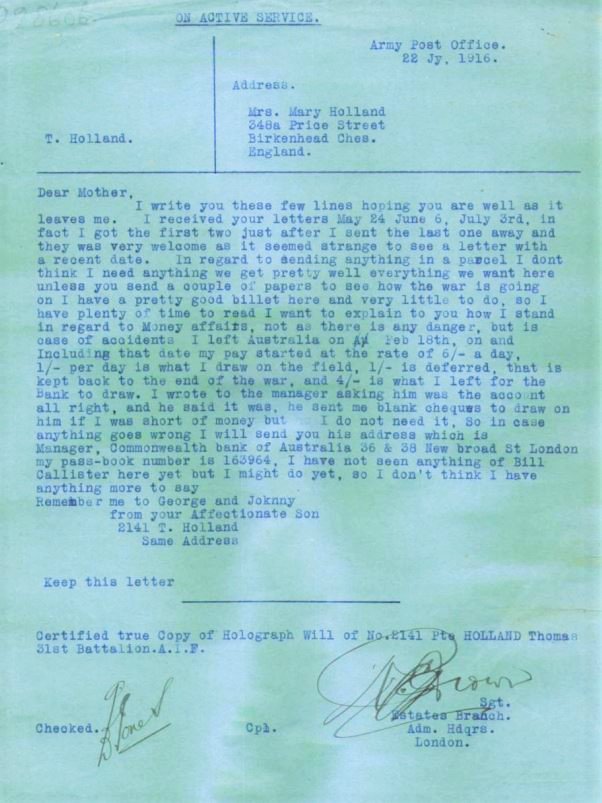 ON ACTIVE SERVICE.
Army Post Office.
22 Jy, 1916.
Address.
Mrs. Mary Holland
348a Price Street
T. Holland.
Birkenhead Ches.
England.
Dear Mother,
I write you these few lines hoping you are well as it
leaves me. I received your letters May 24 June 6, July 3rd, in
fact I got the first two just after I sent the last one away and
they was very welcome as it seemed strange to see a letter with
a recent date. In regard to sending anything in a parcel I dont
think I need anything we get pretty well everything we want here
unless you send a couple of papers to see how the war is going
on I have a pretty good billet here and very little to do, so I
have plenty of time to read I want to explain to you how I stand
in regard to Money affairs, not as there is any danger, but is
case of accidents I left Australia on Feb 18th, on and
Including that date my pay started at the rate of 6/- a day,
1/- per day is what I draw on the field, 1/- is deferred, that is
kept back to the end of the war, and 4/- is what I left for the
Bank to draw. I wrote to the manager asking him was the account
all right, and he said it was, he sent me blank cheques to draw on
him if I was short of money but I do not need it, So in case
anything goes wrong I will send you his address which is
Manager, Commonwealth bank of Australia 36 & 38 New broad St London
my pass-book number is 163964, I have not seen anything of Bill
Callister here yet but I might do yet, so I don't think I have
anything more to say
Remember me to George and Joknny
from your Affectionate Son
2141 T. Holland
Same Address
Keep this letter
Certified true Copy of Holograph Will of No.2141 Pte HOLLAND Thomas
31st Battalion.A.I.F.
Brown
Sgt.
Checked. B Jones Cpl. Estates Branch.
Adm. Hdqrs.
London.